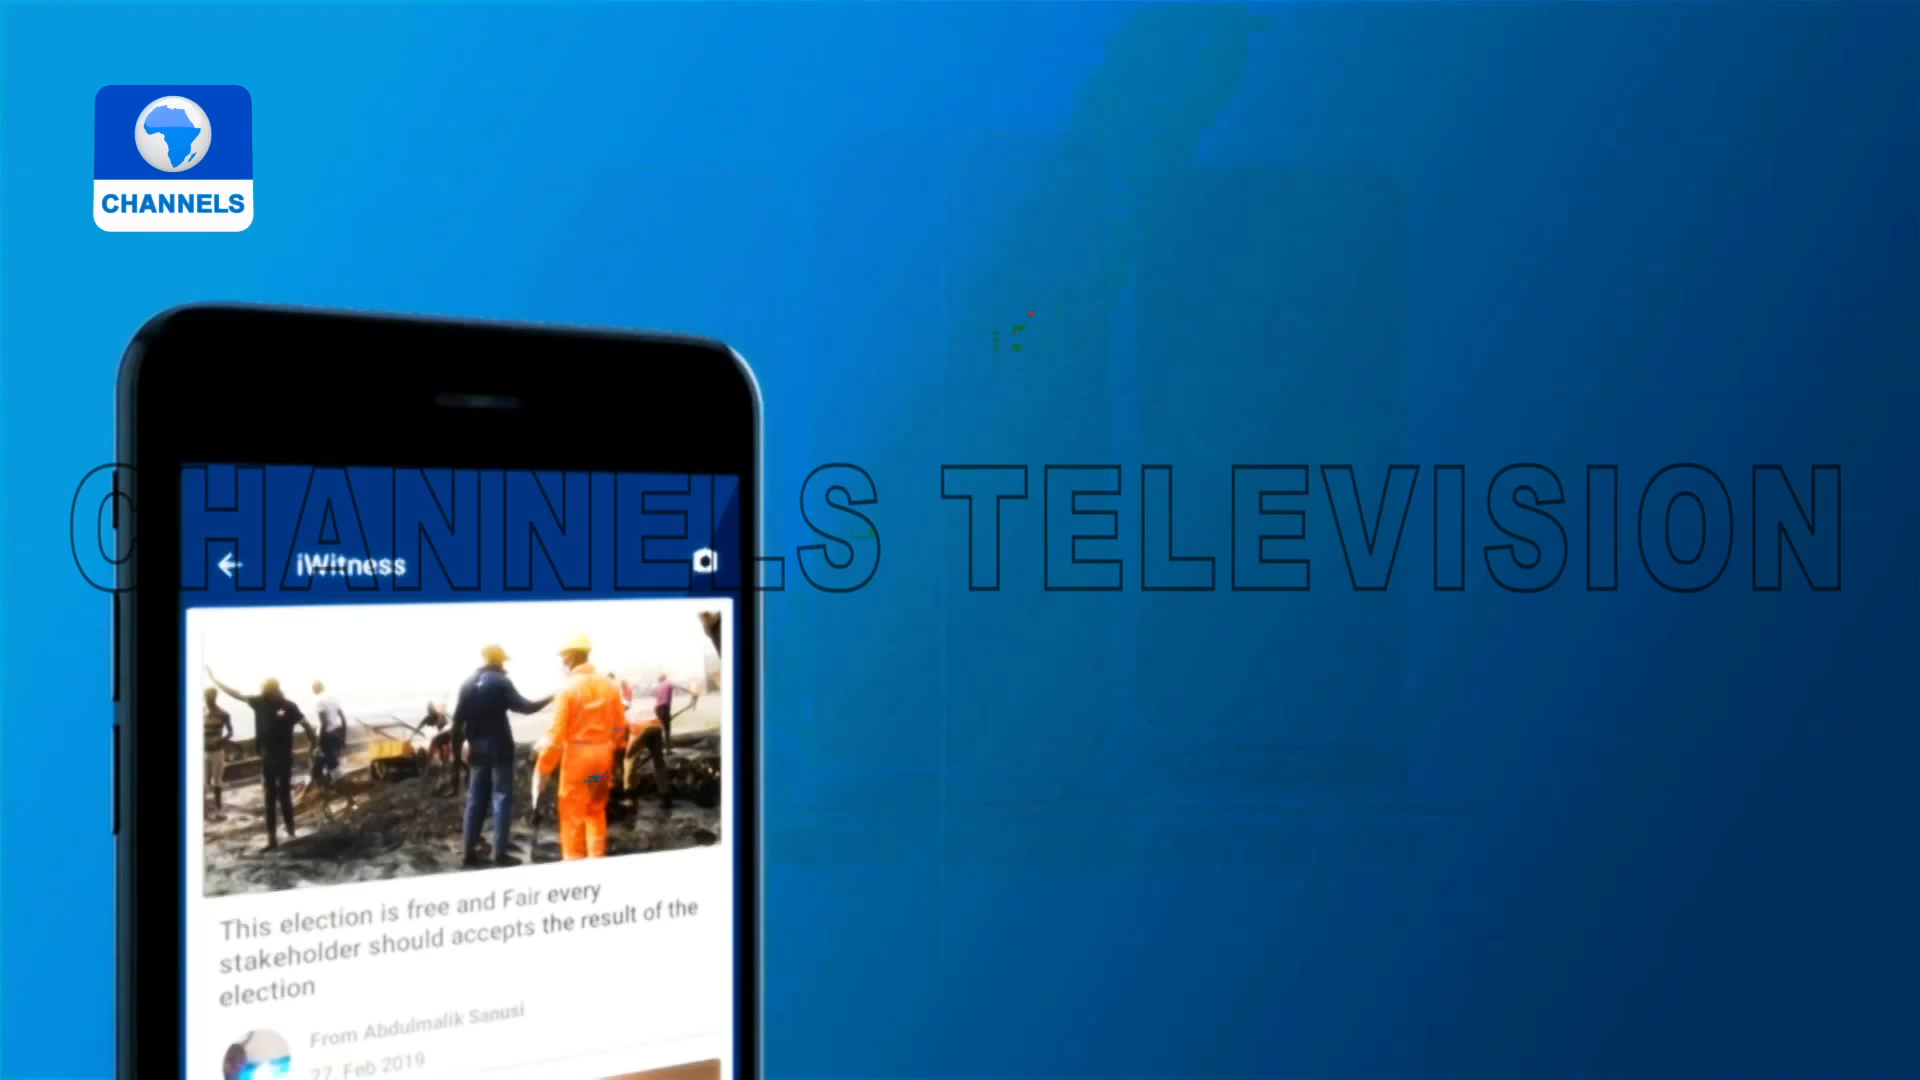 CHANNELS
CHANNELS TELEVISION
iWitness
This election is free and Fair every
stakeholder should accepts the result of the
election
From Abdulmalik Sanusi
27, Feb 2019